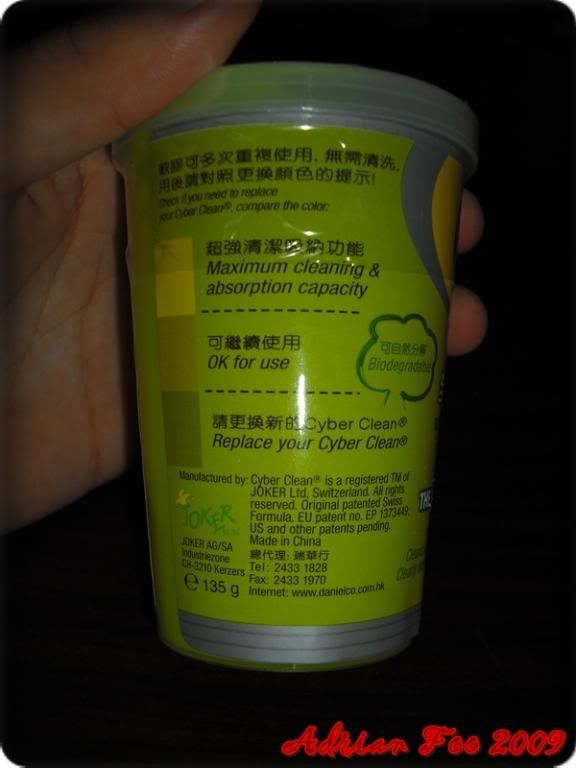 軟膠可多次重複使用, 無需清洗,
用後請對照更換顏色的提示!
Check if you need to replace
your Cyber Clean®, compare the color:
超強清潔吸納功能
Maximum cleaning &
absorption capacity
可繼續使用
OK for use
可自然分解
Biodegradable
請更換新的Cyber Clean®
Replace your Cyber Clean®
Manufactured by:
JOKER
JOKER AG/SA
Industriezone
CH-3210 Kerzers
℮ 135 g
Cyber Clean® is a registered TM of
JOKER Ltd, Switzerland. All rights
reserved. Original patented Swiss
Formula. EU patent no. EP 1373449;
US and other patents pending.
Made in China
總代理: 瑞華行
Tel: 2433 1828
Fax: 2433 1970
Internet: www.danielco.com.hk
THE
Adrian Foo 2009